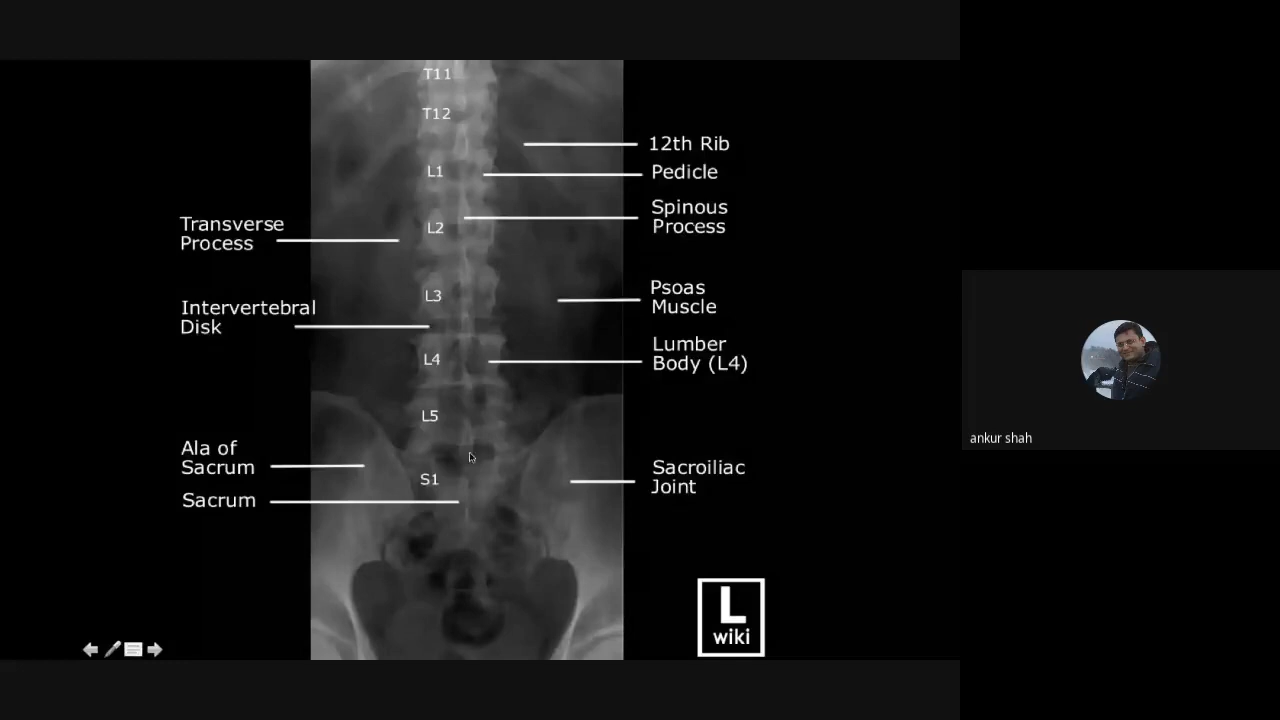 T11
T12
L1
L2
L3
L4
L5
S1
Transverse
Process
Intervertebral
Disk
Ala of
Sacrum
Sacrum
12th Rib
Pedicle
Spinous
Process
Psoas
Muscle
Lumber
Body (L4)
Sacroiliac
Joint
L
wiki
ankur shah